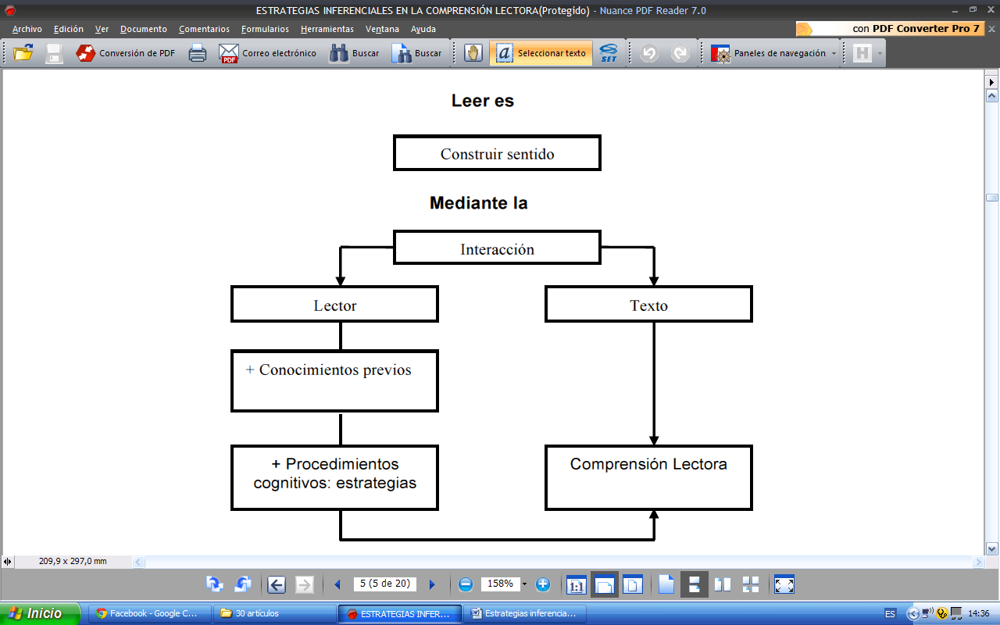 ESTRATEGIAS INFERENCIALES EN LA COMPRENSIÓN LECTORA(Protegido) - Nuance PDF Reader 7.0
Archivo Edición Ver Documento Comentarios Formularios Herramientas Ventana Ayuda
con PDF Converter Pro 7
Conversión de PDF
PDF
Correo electrónico
Buscar
Buscar
a
Seleccionar texto
SET
Paneles de navegación
H
Leer es
Construir sentido
Mediante la
Interacción
Lector
Texto
+ Conocimientos previos
+ Procedimientos
cognitivos: estrategias
Comprensión Lectora
209,9 x 297,0 mm
5 (5 de 20)
158%
1:1
Inicio
Facebook - Google C...
30 artículos
ESTRATEGIAS INFER...
Estrategias inferencia...
ES
14:36